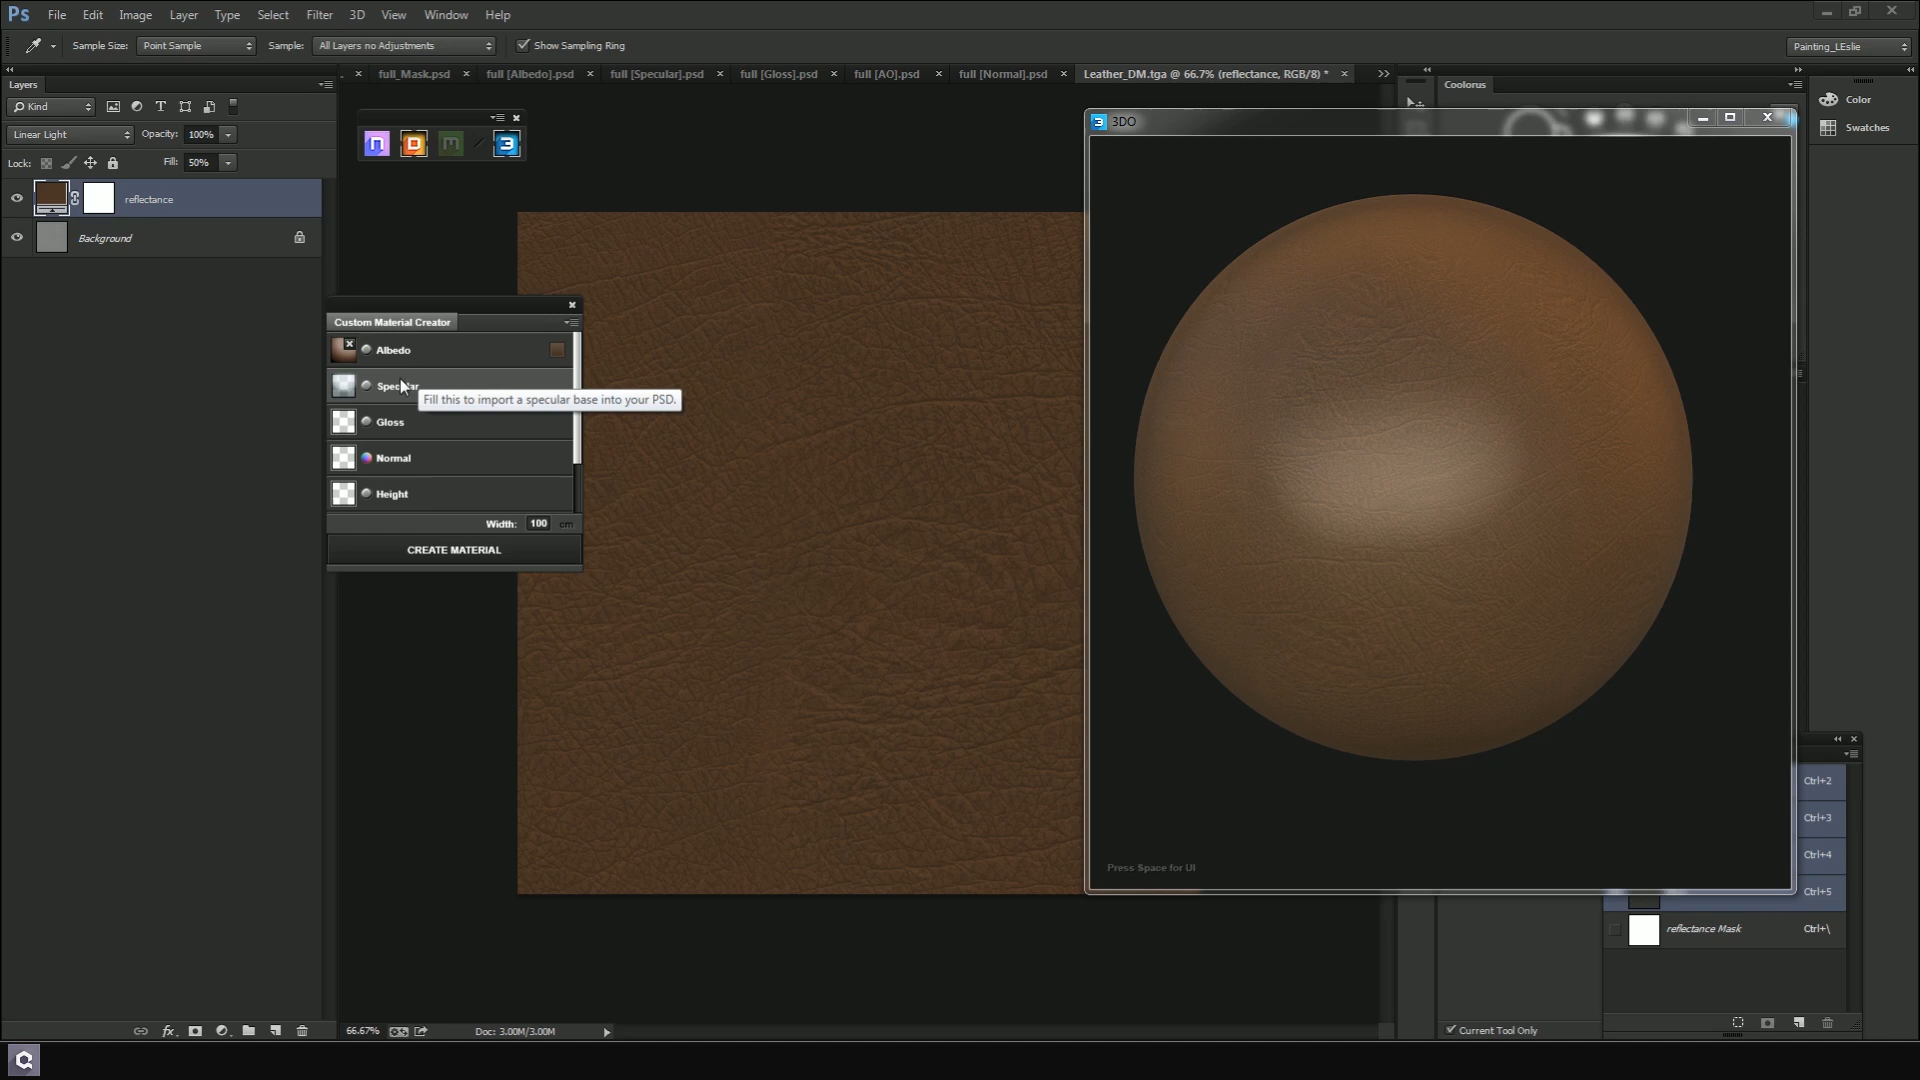 Ps File Edit Image Layer Type Select Filter 3D View Window Help
Sample Size: Point Sample Sample: All Layers no Adjustments Show Sampling Ring Painting_LEslie
Layers
full_Mask.psd full [Albedo].psd full [Specular].psd full [Gloss].psd full [AO].psd full [Normal].psd Leather_DM.tga @ 66.7% (reflectance, RGB/8) *
Coolorus
Color
Swatches
Kind
Linear Light Opacity: 100%
Lock: Fill: 50%
reflectance
Background
3DO
Custom Material Creator
Albedo
Specular
Fill this to import a specular base into your PSD.
Gloss
Normal
Height
Width: 100 cm
CREATE MATERIAL
Press Space for UI
Ctrl+2
Ctrl+3
Ctrl+4
Ctrl+5
reflectance Mask Ctrl+\
66.67% Doc: 3.00M/3.00M
Current Tool Only